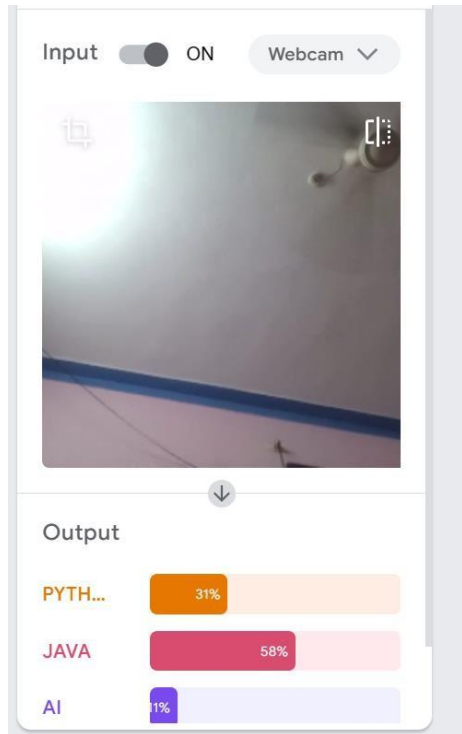 Input ON Webcam
Output
PYTH... 31%
JAVA 58%
AI 11%